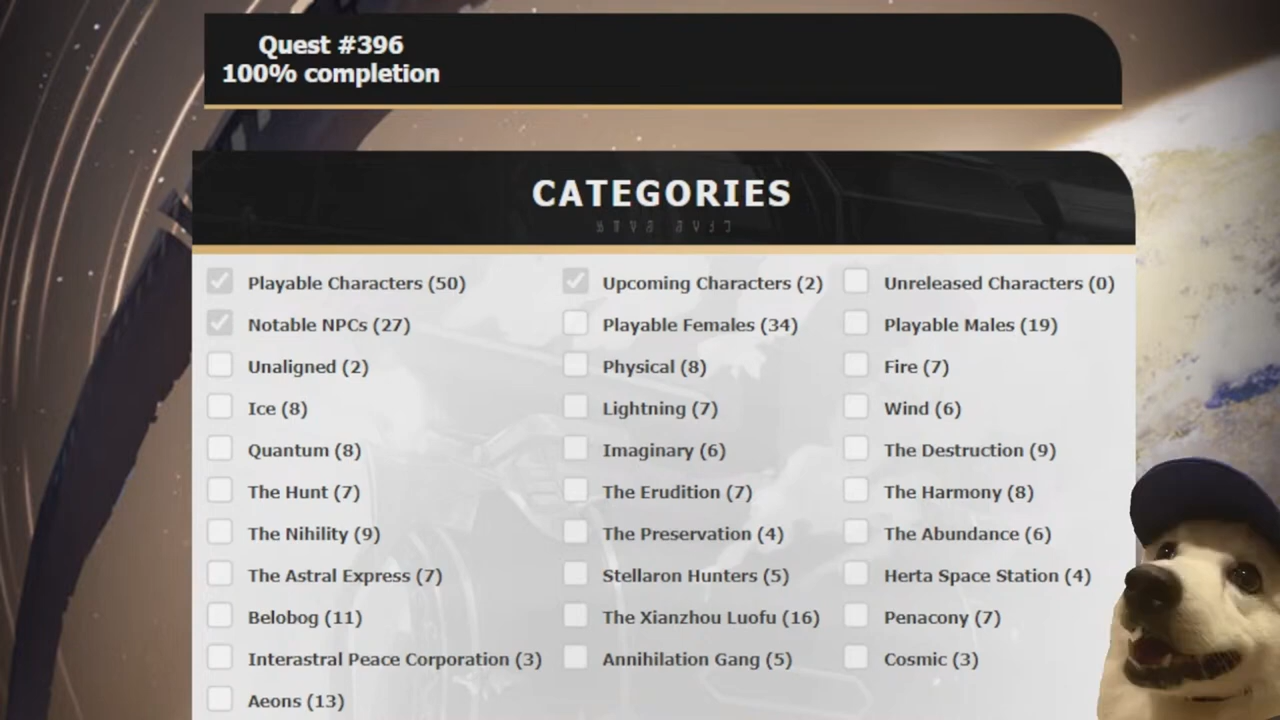 Quest #396
100% completion
CATEGORIES
Playable Characters (50) Upcoming Characters (2) Unreleased Characters (0)
Notable NPCs (27) Playable Females (34) Playable Males (19)
Unaligned (2) Physical (8) Fire (7)
Ice (8) Lightning (7) Wind (6)
Quantum (8) Imaginary (6) The Destruction (9)
The Hunt (7) The Erudition (7) The Harmony (8)
The Nihility (9) The Preservation (4) The Abundance (6)
The Astral Express (7) Stellaron Hunters (5) Herta Space Station (4)
Belobog (11) The Xianzhou Luofu (16) Penacony (7)
Interastral Peace Corporation (3) Annihilation Gang (5) Cosmic (3)
Aeons (13)